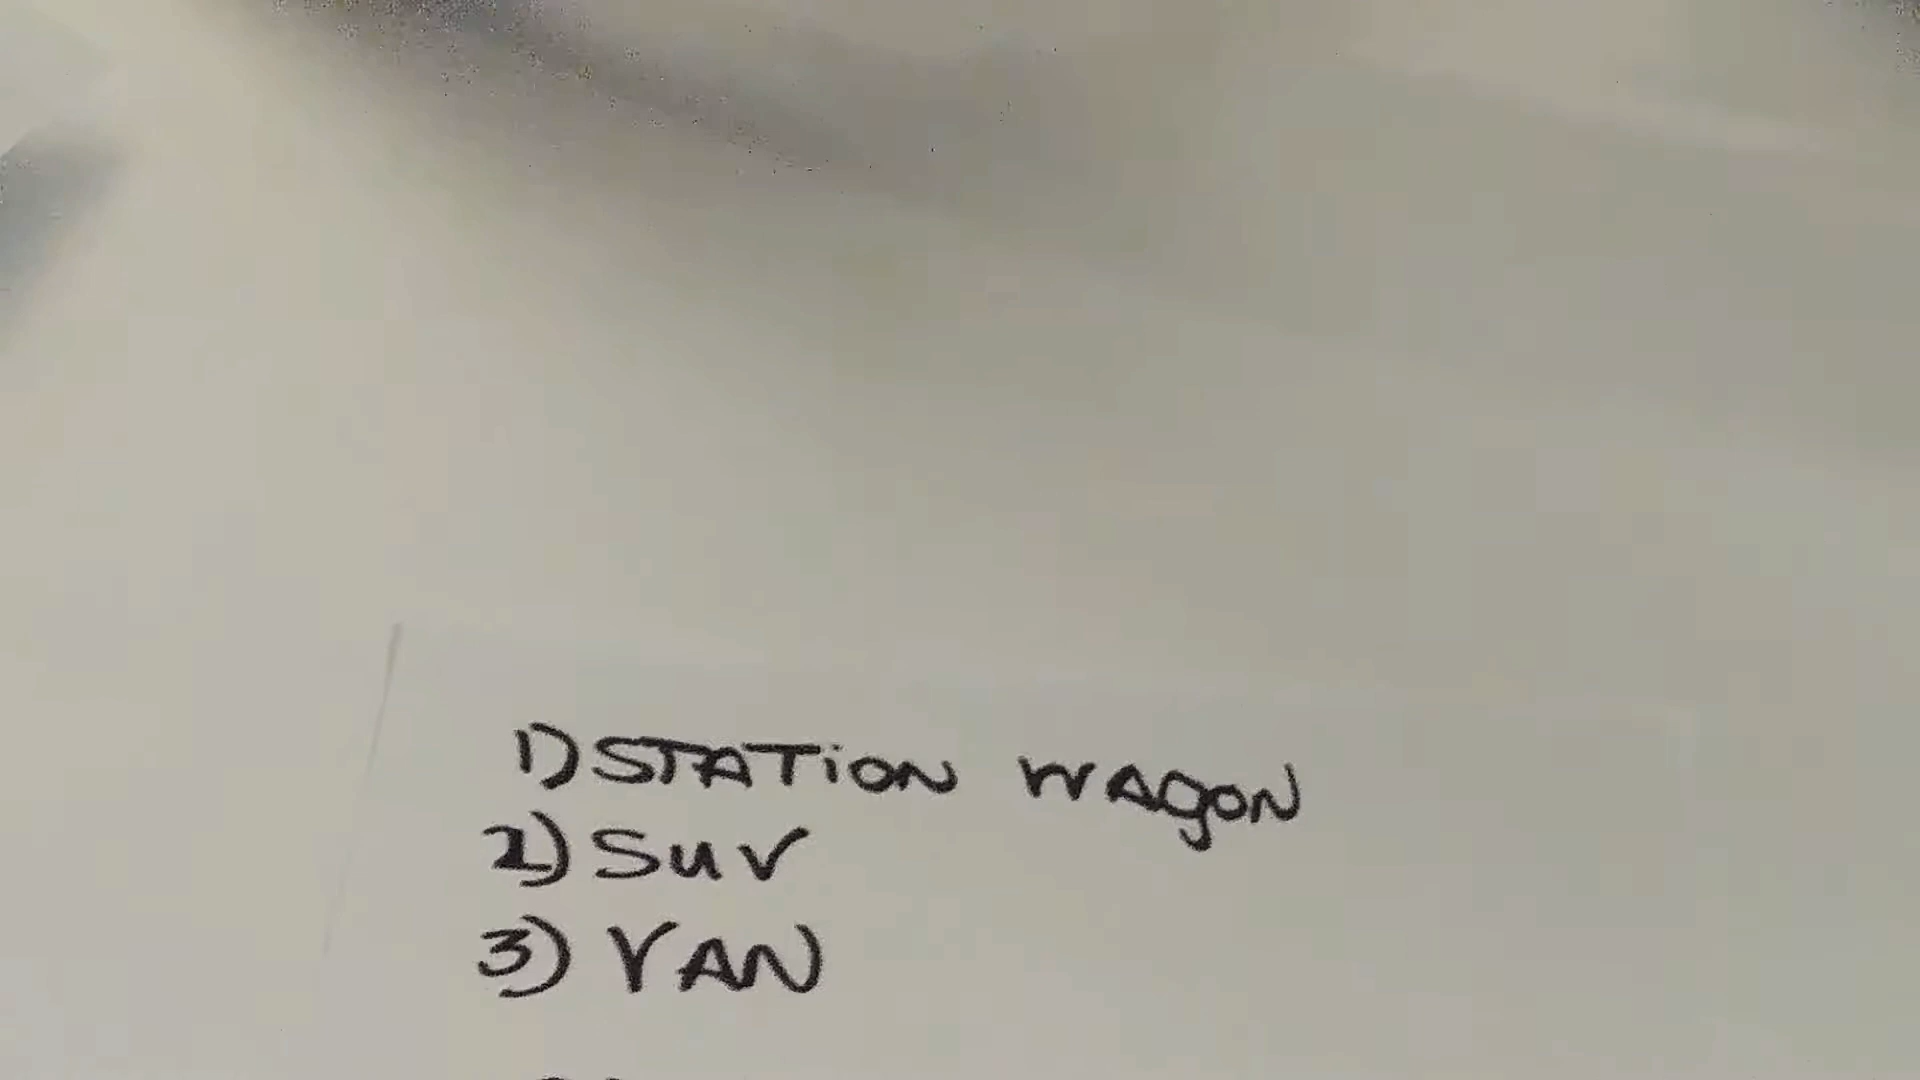 1) STATiON WAgON
2) SUV
3) VAN